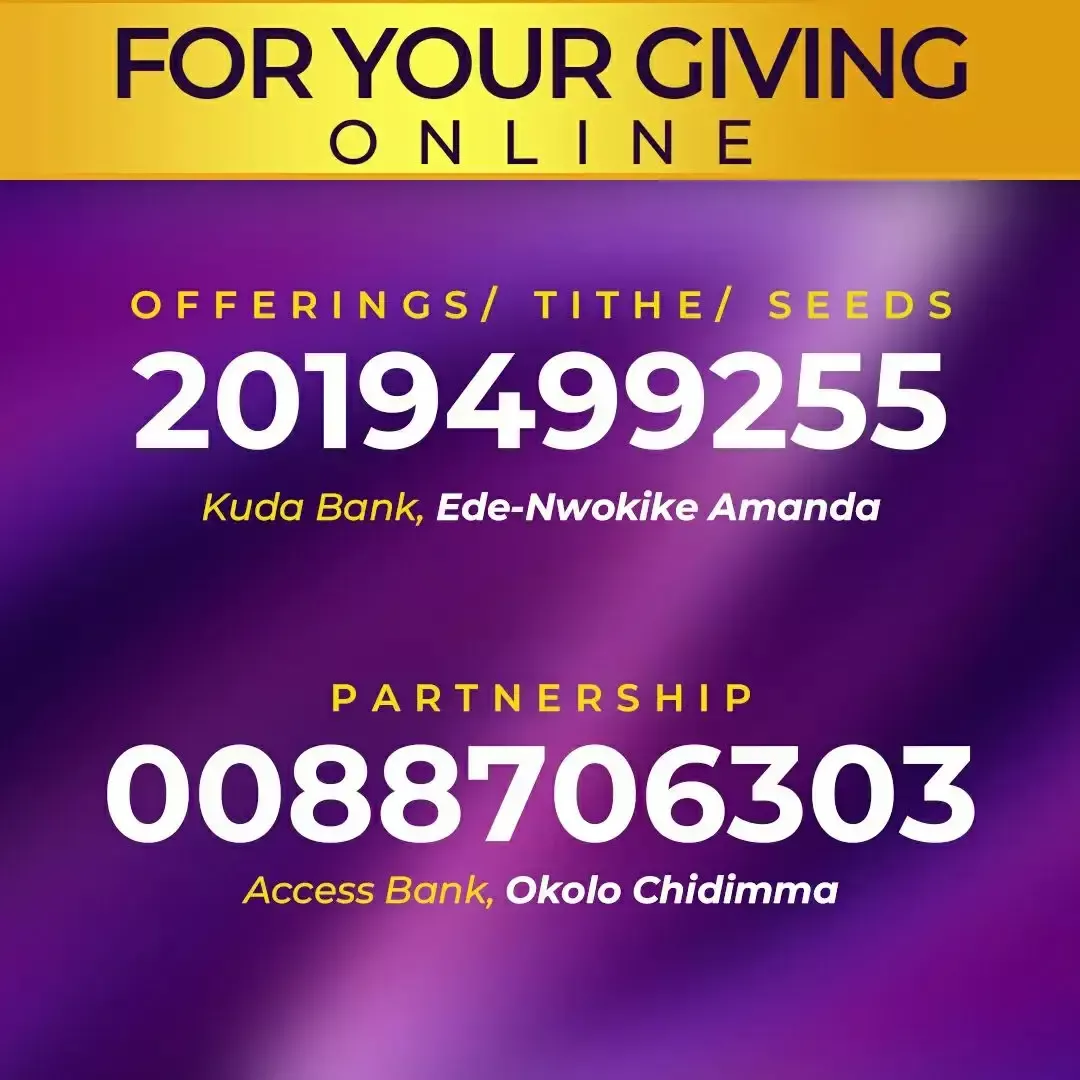 FOR YOUR GIVING
ONLINE
OFFERINGS/ TITHE/ SEEDS
2019499255
Kuda Bank, Ede-Nwokike Amanda
PARTNERSHIP
0088706303
Access Bank, Okolo Chidimma